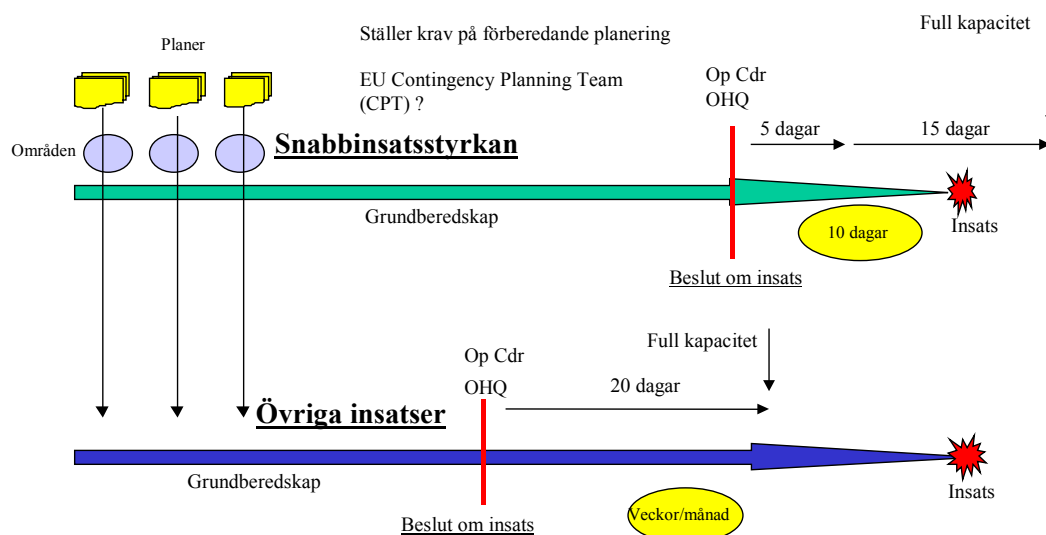 Full kapacitet
Ställer krav på förberedande planering
Planer
EU Contingency Planning Team
(CPT) ?
Op Cdr
OHQ
5 dagar
15 dagar
Områden
Snabbinsatsstyrkan
Grundberedskap
10 dagar
Insats
Beslut om insats
Full kapacitet
Op Cdr
OHQ
20 dagar
Övriga insatser
Grundberedskap
Insats
Veckor/månad
Beslut om insats